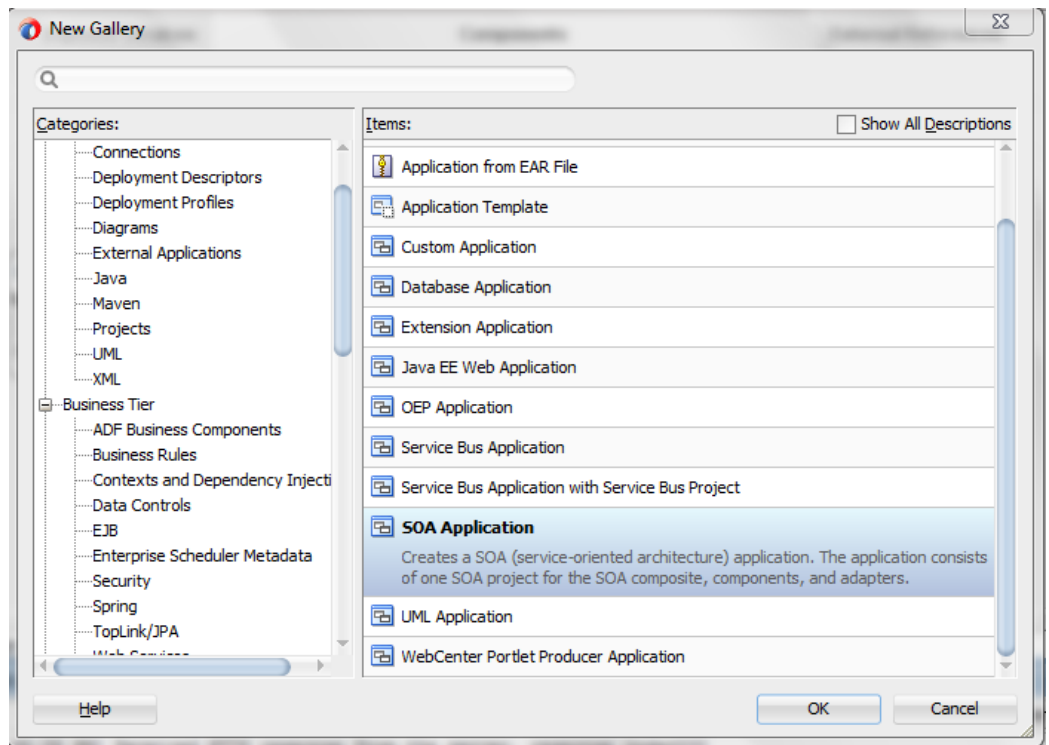 New Gallery
Categories:
Connections
Deployment Descriptors
Deployment Profiles
Diagrams
External Applications
Java
Maven
Projects
UML
XML
Business Tier
ADF Business Components
Business Rules
Contexts and Dependency Injecti
Data Controls
EJB
Enterprise Scheduler Metadata
Security
Spring
TopLink/JPA
Web Services
Items:
Show All Descriptions
Application from EAR File
Application Template
Custom Application
Database Application
Extension Application
Java EE Web Application
OEP Application
Service Bus Application
Service Bus Application with Service Bus Project
SOA Application
Creates a SOA (service-oriented architecture) application. The application consists
of one SOA project for the SOA composite, components, and adapters.
UML Application
WebCenter Portlet Producer Application
Help
OK
Cancel